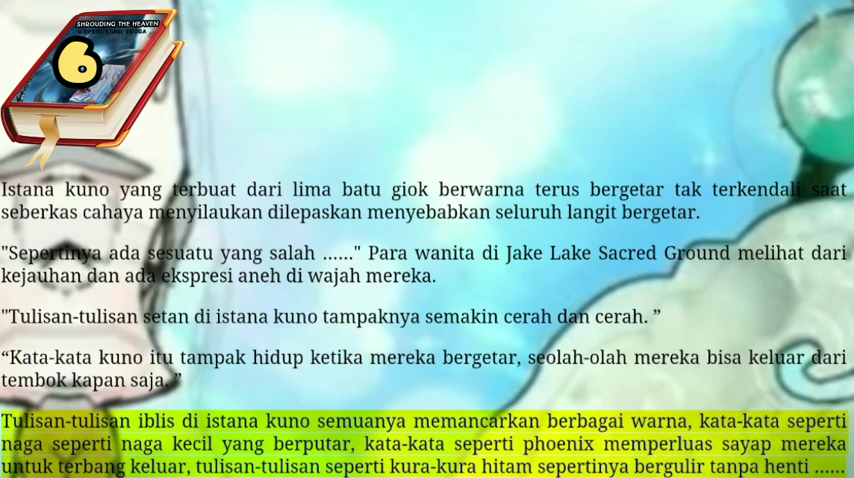 SHROUDING THE HEAVEN
6
Istana kuno yang terbuat dari lima batu giok berwarna terus bergetar tak terkendali saat
seberkas cahaya menyilaukan dilepaskan menyebabkan seluruh langit bergetar.
"Sepertinya ada sesuatu yang salah ......" Para wanita di Jake Lake Sacred Ground melihat dari
kejauhan dan ada ekspresi aneh di wajah mereka.
"Tulisan-tulisan setan di istana kuno tampaknya semakin cerah dan cerah. ”
“Kata-kata kuno itu tampak hidup ketika mereka bergetar, seolah-olah mereka bisa keluar dari
tembok kapan saja. ”
Tulisan-tulisan iblis di istana kuno semuanya memancarkan berbagai warna, kata-kata seperti
naga seperti naga kecil yang berputar, kata-kata seperti phoenix memperluas sayap mereka
untuk terbang keluar, tulisan-tulisan seperti kura-kura hitam sepertinya bergulir tanpa henti ......